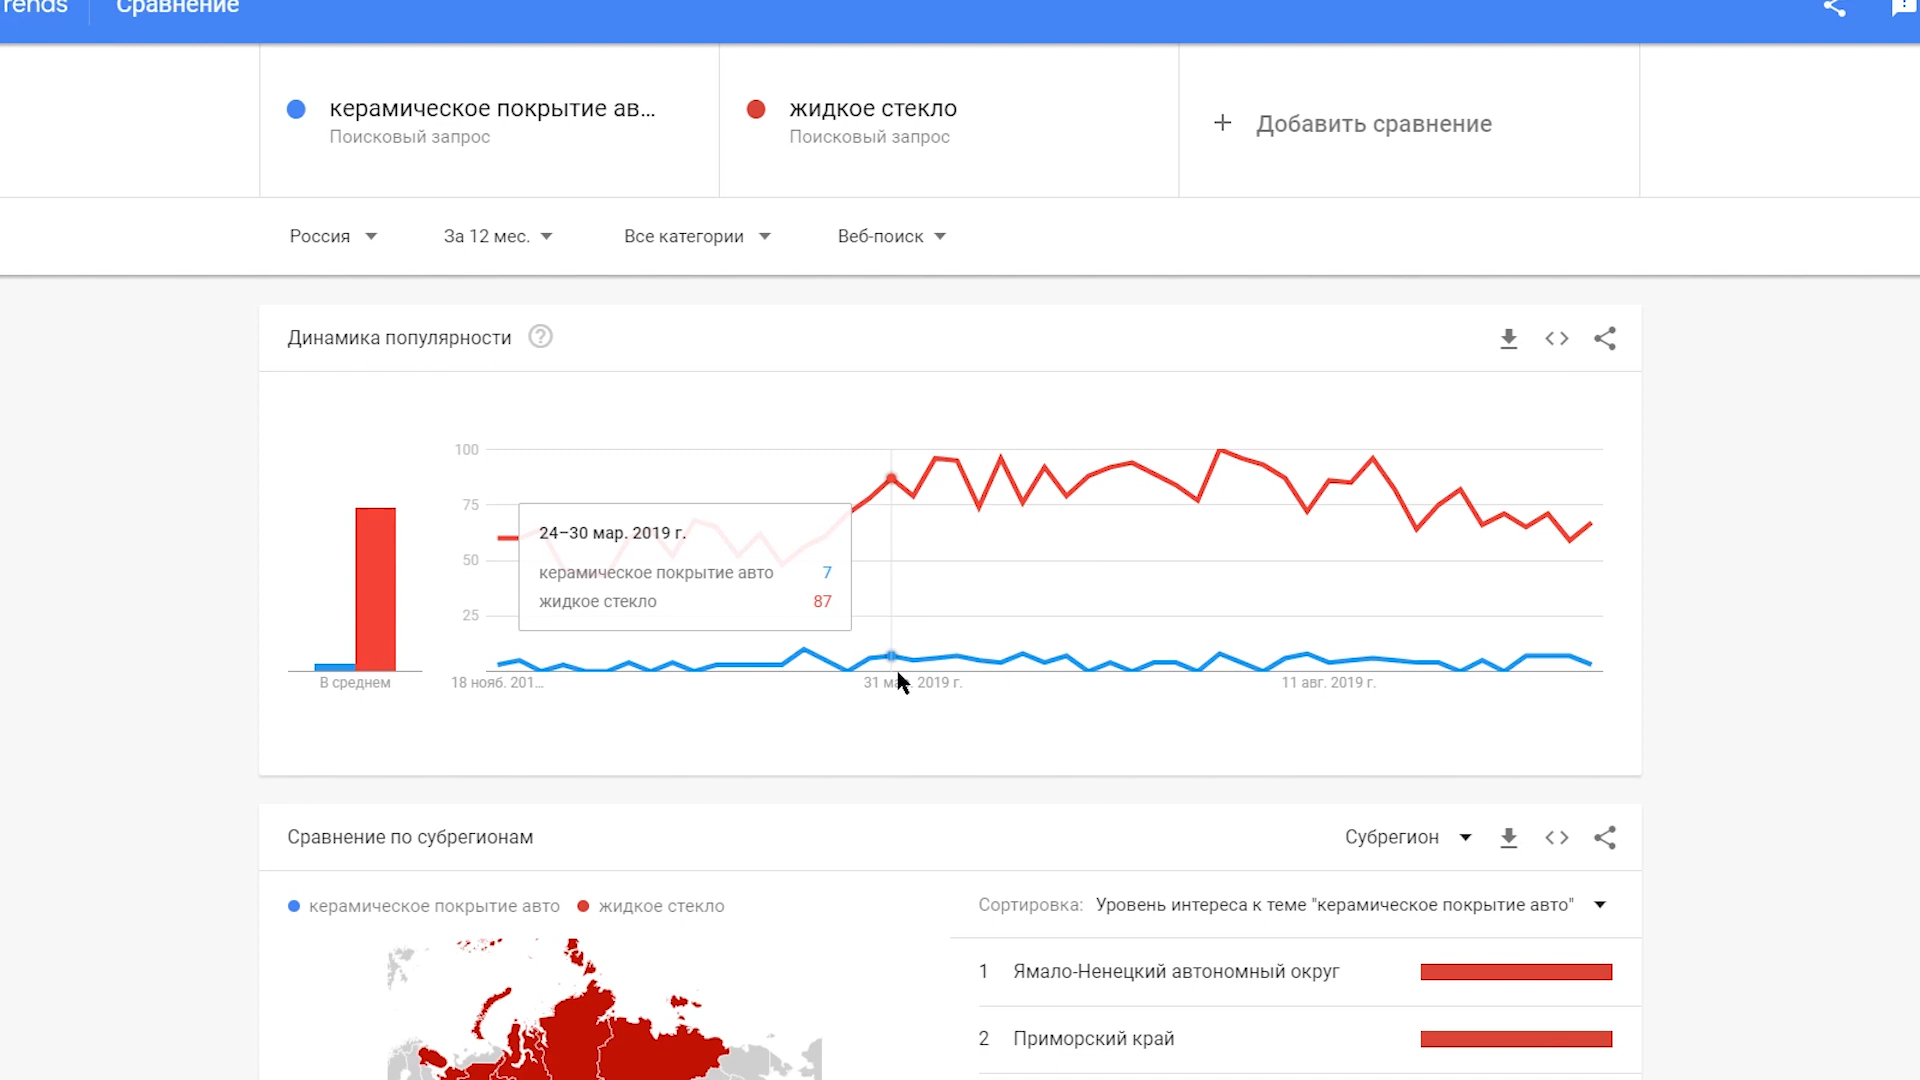 rends Сравнение
керамическое покрытие ав...
Поисковый запрос
жидкое стекло
Поисковый запрос
+ Добавить сравнение
Россия
За 12 мес.
Все категории
Веб-поиск
Динамика популярности
100
75
50
25
24–30 мар. 2019 г.
керамическое покрытие авто 7
жидкое стекло 87
В среднем
18 нояб. 201...
31 ма. 2019 г.
11 авг. 2019 г.
Сравнение по субрегионам
Субрегион
керамическое покрытие авто
жидкое стекло
Сортировка: Уровень интереса к теме "керамическое покрытие авто"
1 Ямало-Ненецкий автономный округ
2 Приморский край